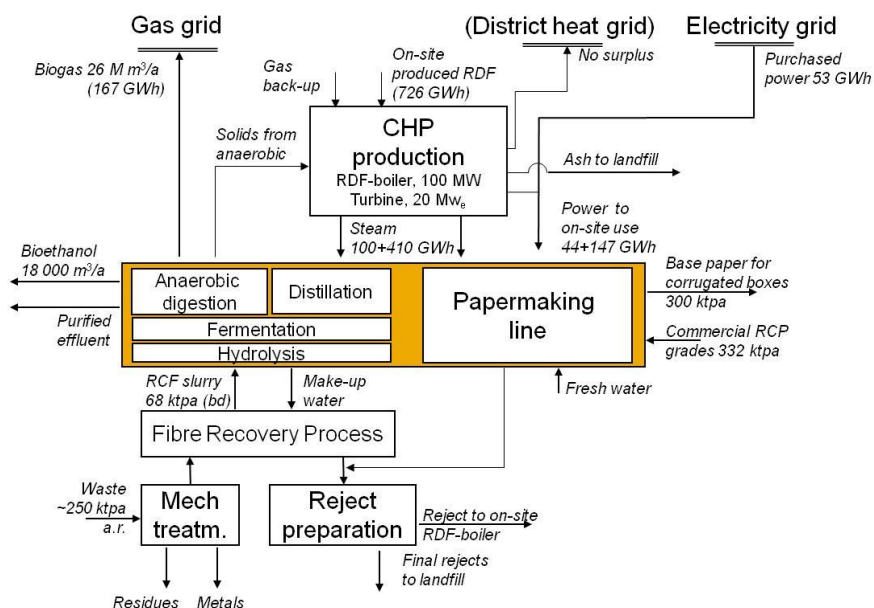 Gas grid
(District heat grid)
Electricity grid
Biogas 26 M m³/a
(167 GWh)
Gas
back-up
On-site
produced RDF
(726 GWh)
No surplus
Purchased
power 53 GWh
Solids from
anaerobic
CHP
production
RDF-boiler, 100 MW
Turbine, 20 Mwe
Ash to landfill
Steam
100+410 GWh
Power to
on-site use
44+147 GWh
Bioethanol
18 000 m³/a
Purified
effluent
Anaerobic
digestion
Distillation
Fermentation
Hydrolysis
Papermaking
line
Base paper for
corrugated boxes
300 ktpa
Commercial RCP
grades 332 ktpa
RCF slurry
68 ktpa (bd)
Make-up
water
Fresh water
Fibre Recovery Process
Waste
~250 ktpa
a.r.
Mech
treatm.
Reject
preparation
Reject to on-site
RDF-boiler
Final rejects
to landfill
Residues
Metals